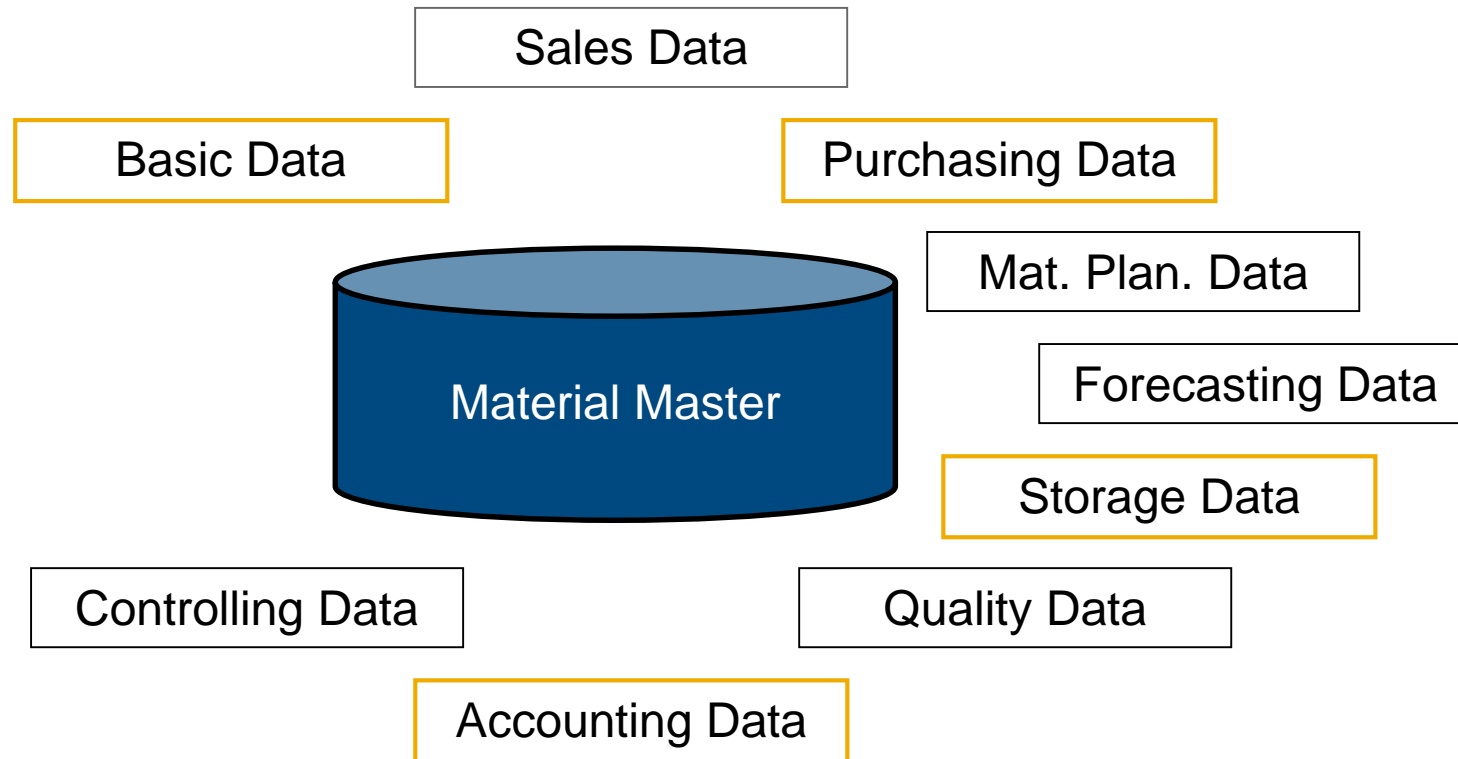 Sales Data
Basic Data
Purchasing Data
Mat. Plan. Data
Forecasting Data
Material Master
Storage Data
Controlling Data
Quality Data
Accounting Data